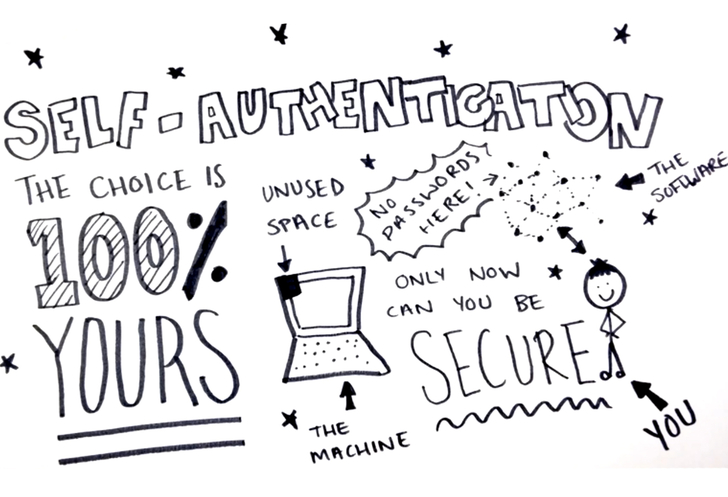 SELF-AUTHENTICATION
THE CHOICE IS
100%
YOURS
UNUSED
SPACE
NO
PASSWORDS
HERE!
THE
SOFTWARE
ONLY NOW
CAN YOU BE
SECURE
THE
MACHINE
YOU